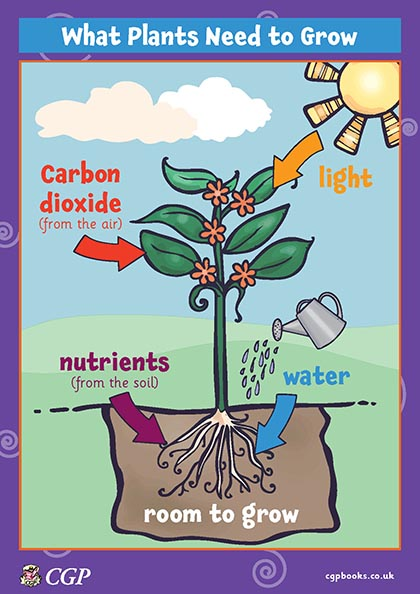 What Plants Need to Grow
Carbon
dioxide
(from the air)
light
nutrients
(from the soil)
water
room to grow
CGP
cgpbooks.co.uk